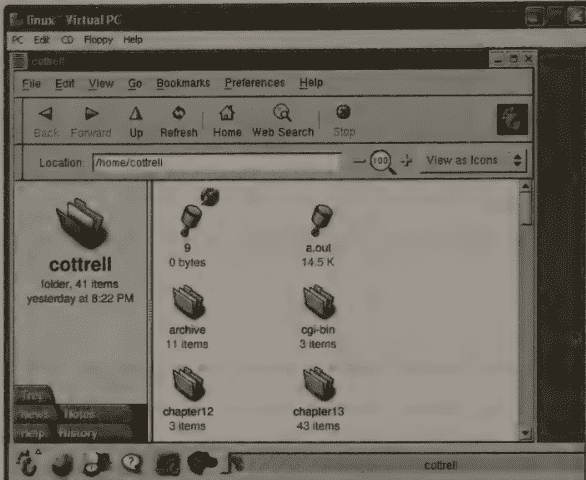 linux - Virtual PC
PC Edit CD Floppy Help
cottrell
File Edit View Go Bookmarks Preferences Help
Back Forward Up Refresh Home Web Search Stop
Location: /home/cottrell 100 View as Icons
cottrell
folder, 41 items
yesterday at 8:22 PM
9
0 bytes
a.out
14.5 K
archive
11 items
cgi-bin
3 items
chapter12
3 items
chapter13
43 items
Tree
News Notes
Help History
cottrell